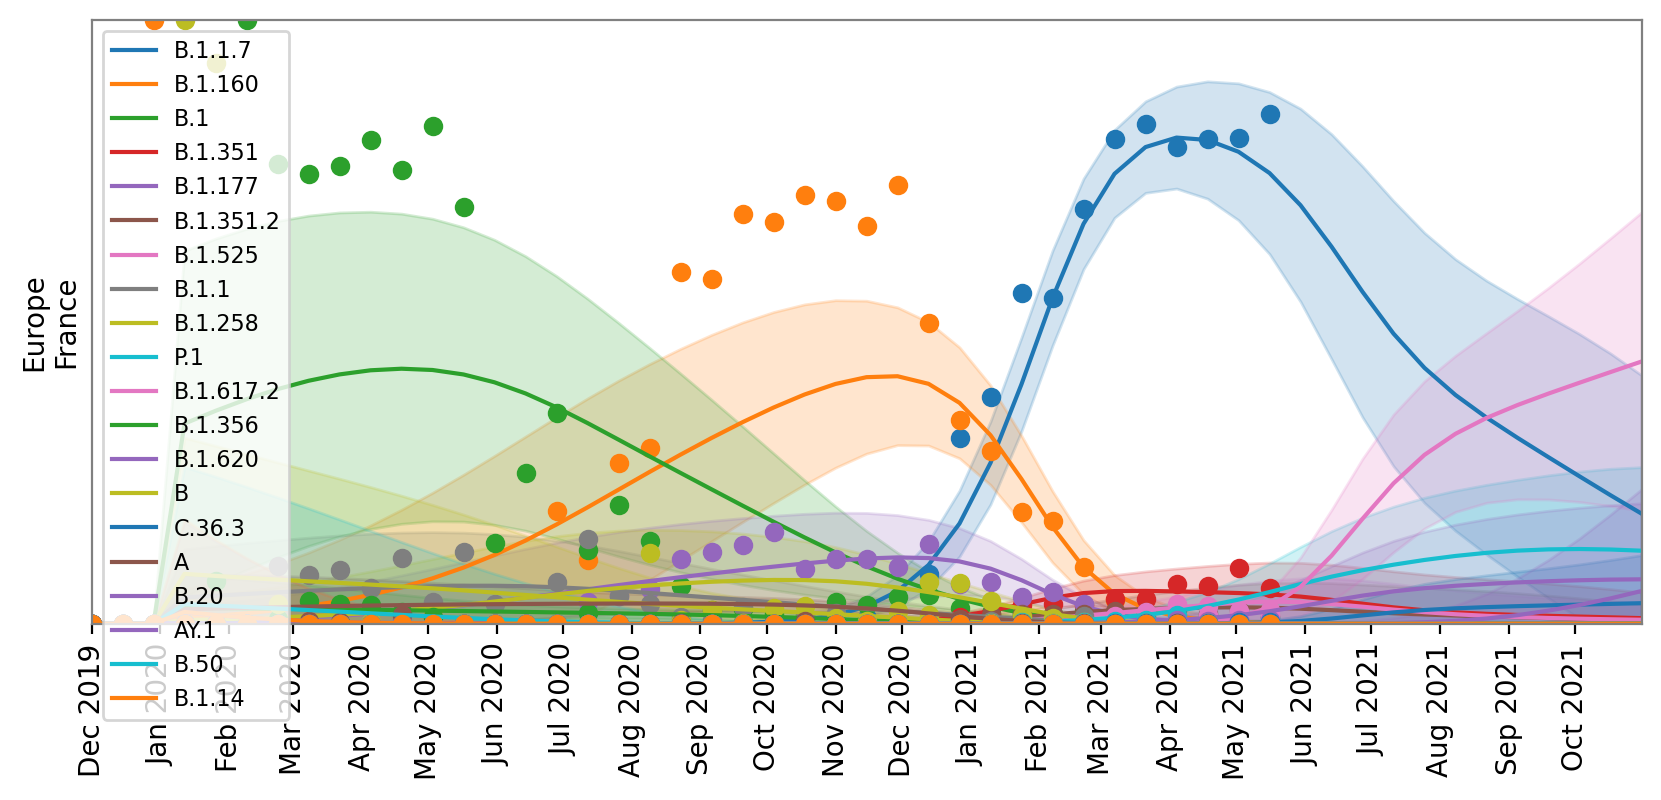 Europe
France
B.1.1.7
B.1.160
B.1
B.1.351
B.1.177
B.1.351.2
B.1.525
B.1.1
B.1.258
P.1
B.1.617.2
B.1.356
B.1.620
B
C.36.3
A
B.20
AY.1
B.50
B.1.14
Dec 2019
Jan 2020
Feb 2020
Mar 2020
Apr 2020
May 2020
Jun 2020
Jul 2020
Aug 2020
Sep 2020
Oct 2020
Nov 2020
Dec 2020
Jan 2021
Feb 2021
Mar 2021
Apr 2021
May 2021
Jun 2021
Jul 2021
Aug 2021
Sep 2021
Oct 2021